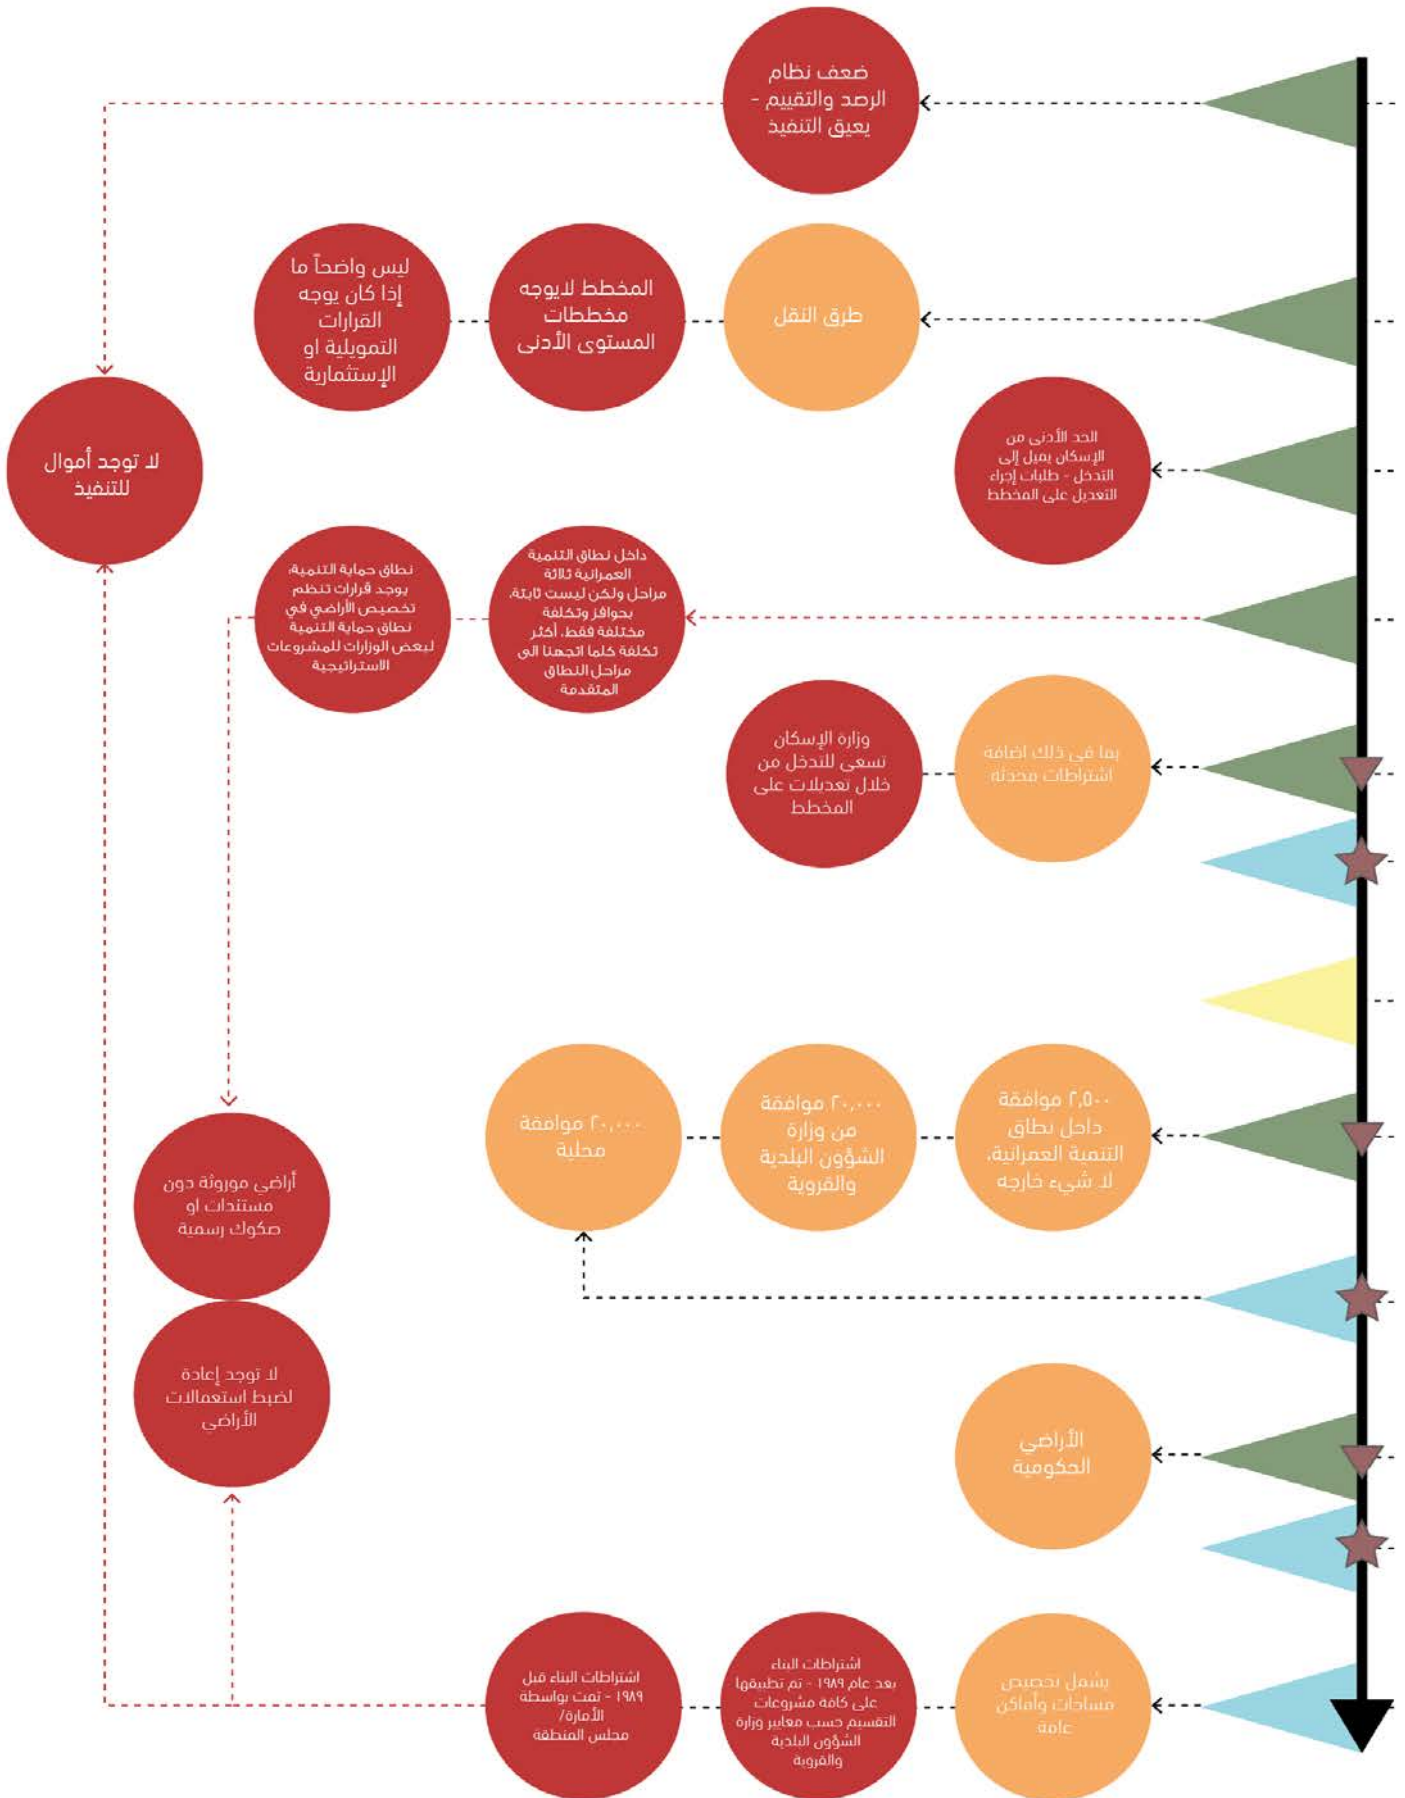 ضعف نظام
الرصد والتقييم -
يعيق التنفيذ
طرق النقل
المخطط لايوجه
مخططات
المستوى الأدنى
ليس واضحاً ما
إذا كان يوجه
القرارات
التمويلية او
الإستثمارية
الحد الأدنى من
الإسكان يميل إلى
التدخل - طلبات إجراء
التعديل على المخطط
لا توجد أموال
للتنفيذ
داخل نطاق التنمية
العمرانية ثلاثة
مراحل ولكن ليست ثابتة،
بحوافز وتكلفة
مختلفة فقط. أكثر
تكلفة كلما اتجهنا الى
مراحل النطاق
المتقدمة
نطاق حماية التنمية،
يوجد قرارات تنظم
تخصيص الأراضي في
نطاق حماية التنمية
لبعض الوزارات للمشروعات
الاستراتيجية
بما في ذلك اضافة
اشتراطات محدثه
وزارة الإسكان
تسعى للتدخل من
خلال تعديلات على
المخطط
٢,٥٠٠ موافقة
داخل نطاق
التنمية العمرانية،
لا شيء خارجه
٢٠,٠٠٠ موافقة
من وزارة
الشؤون البلدية
والقروية
٢٠,٠٠٠ موافقة
محلية
أراضي موروثة دون
مستندات او
صكوك رسمية
لا توجد إعادة
لضبط استعمالات
الأراضي
الأراضي
الحكومية
يشمل تخصيص
مساحات وأماكن
عامة
اشتراطات البناء
بعد عام ١٩٨٩ - تم تطبيقها
على كافة مشروعات
التقسيم حسب معايير وزارة
الشؤون البلدية
والقروية
اشتراطات البناء قبل
١٩٨٩ - تمت بواسطة
الأمارة/
مجلس المنطقة